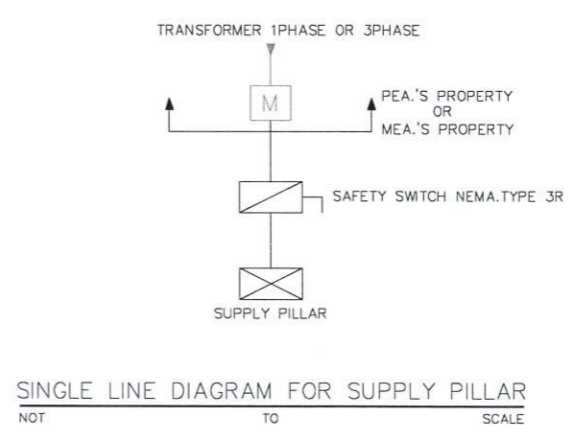 TRANSFORMER 1PHASE OR 3PHASE
M
PEA.'S PROPERTY
OR
MEA.'S PROPERTY
SAFETY SWITCH NEMA.TYPE 3R
SUPPLY PILLAR
SINGLE LINE DIAGRAM FOR SUPPLY PILLAR
NOT TO SCALE